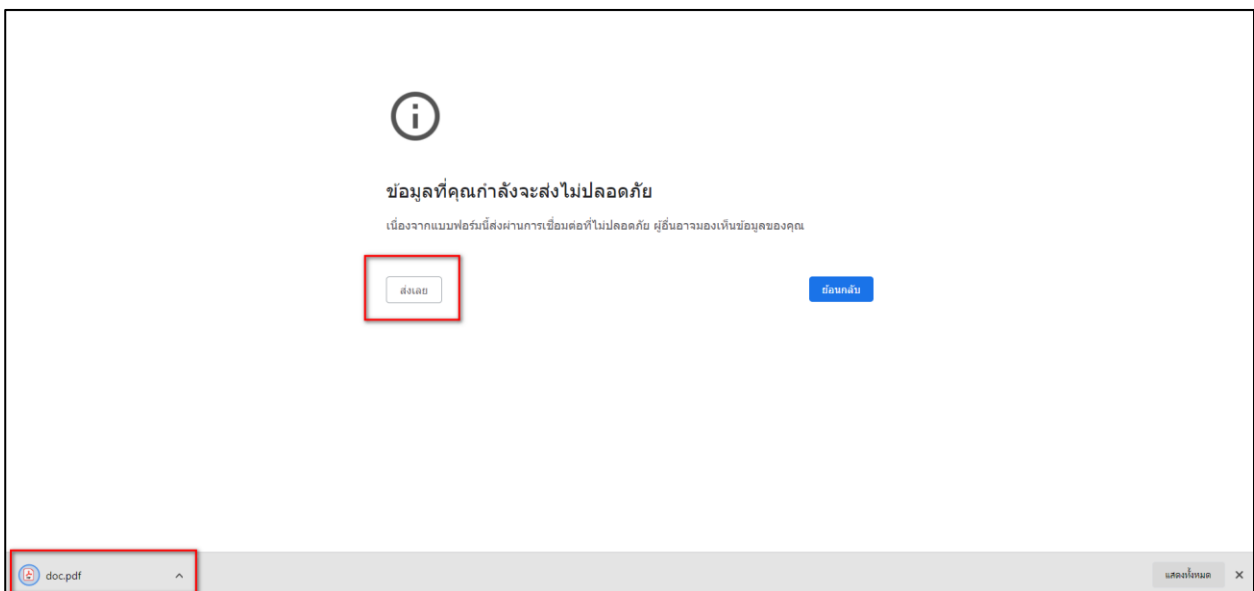 ข้อมูลที่คุณกำลังจะส่งไม่ปลอดภัย
เนื่องจากแบบฟอร์มนี้ส่งผ่านการเชื่อมต่อที่ไม่ปลอดภัย ผู้อื่นอาจมองเห็นข้อมูลของคุณ
ส่งเลย
ย้อนกลับ
doc.pdf
แสดงทั้งหมด